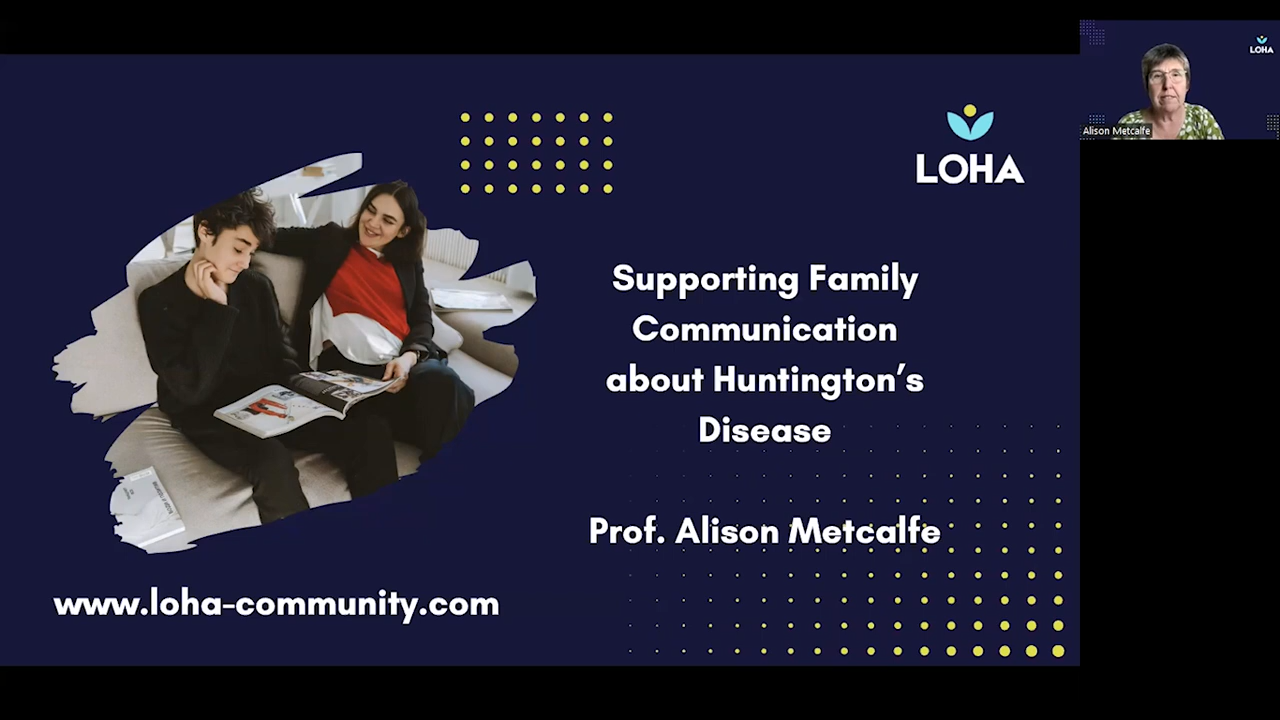 LOHA
Supporting Family
Communication
about Huntington’s
Disease
Prof. Alison Metcalfe
www.loha-community.com
LOHA
Alison Metcalfe